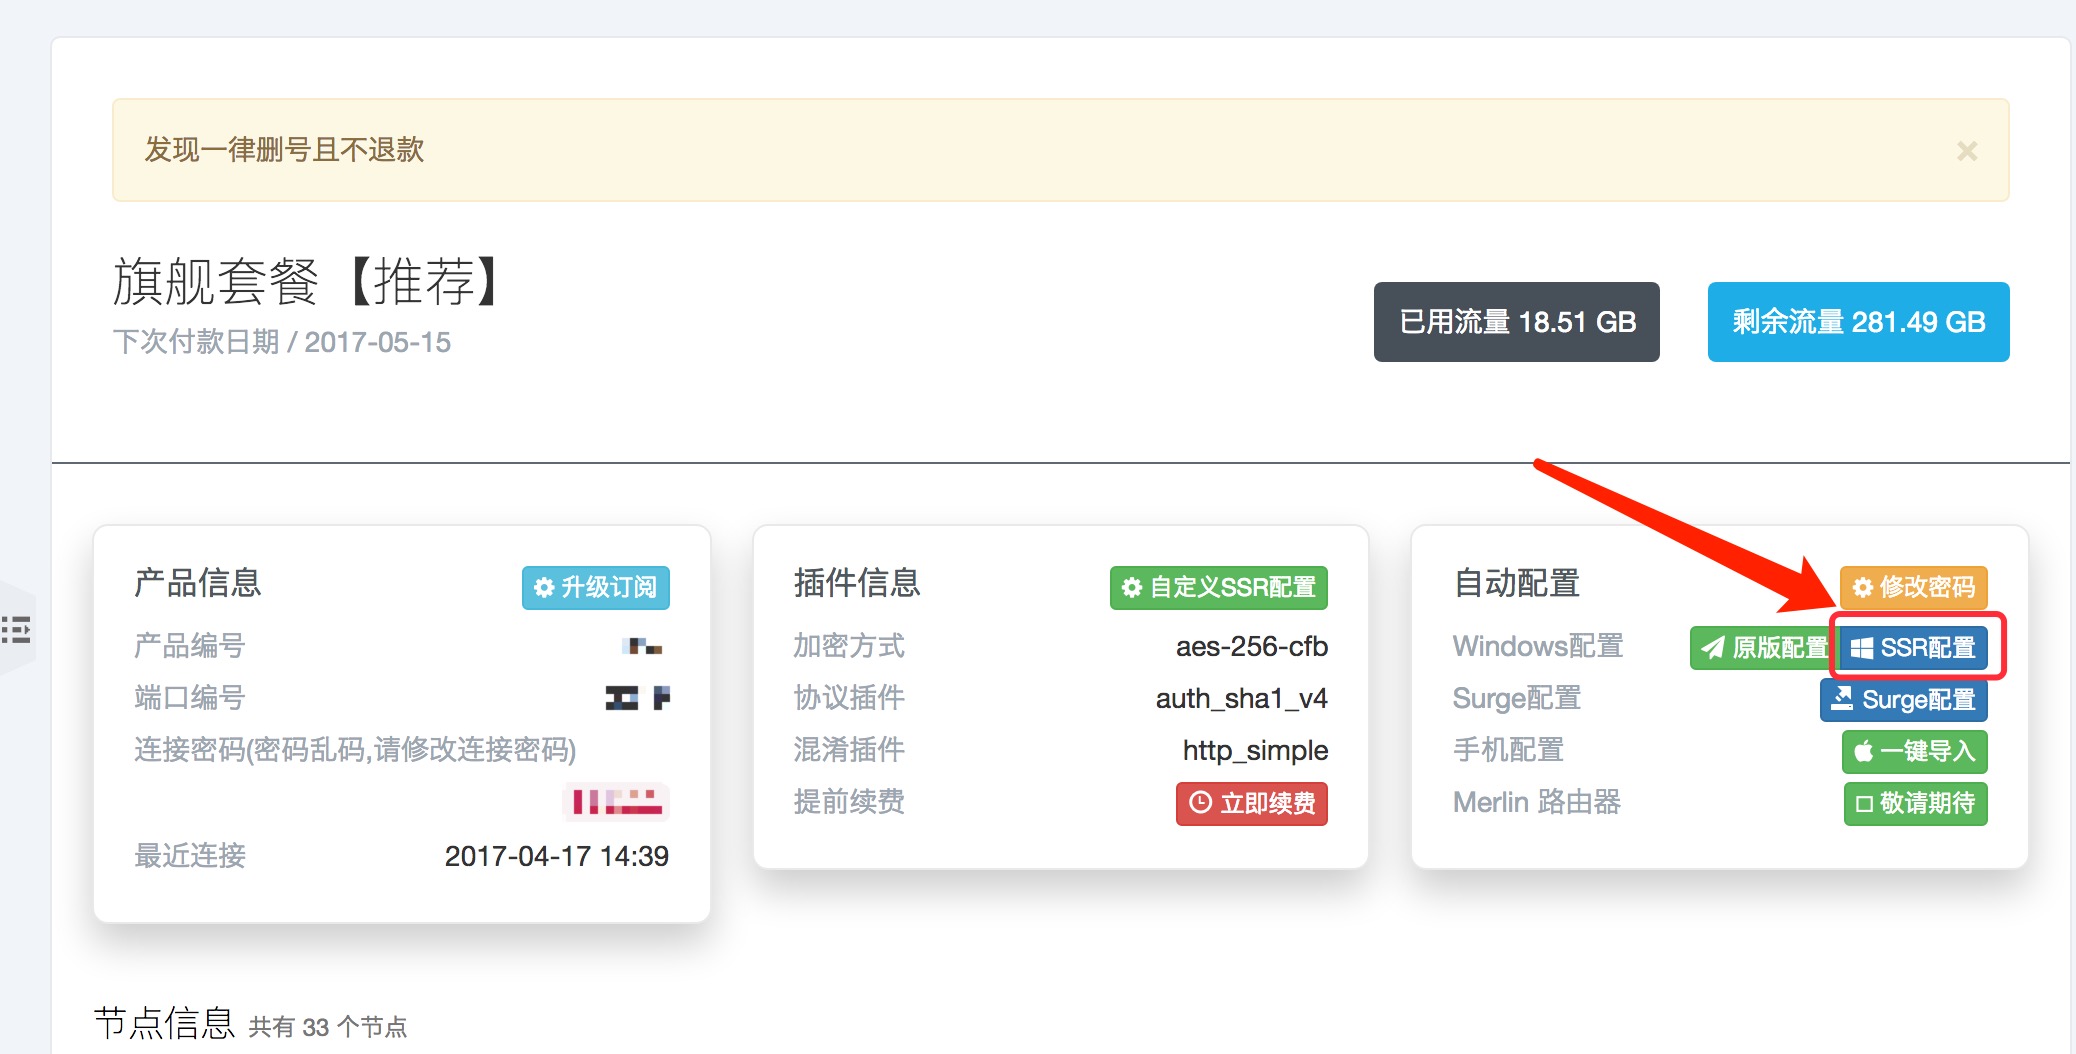 发现一律删号且不退款
×
旗舰套餐【推荐】
下次付款日期 / 2017-05-15
已用流量 18.51 GB
剩余流量 281.49 GB
产品信息
升级订阅
产品编号
端口编号
连接密码(密码乱码,请修改连接密码)
最近连接 2017-04-17 14:39
插件信息
自定义SSR配置
加密方式 aes-256-cfb
协议插件 auth_sha1_v4
混淆插件 http_simple
提前续费 立即续费
自动配置
修改密码
Windows配置 原版配置 SSR配置
Surge配置 Surge配置
手机配置 一键导入
Merlin 路由器 敬请期待
节点信息 共有 33 个节点